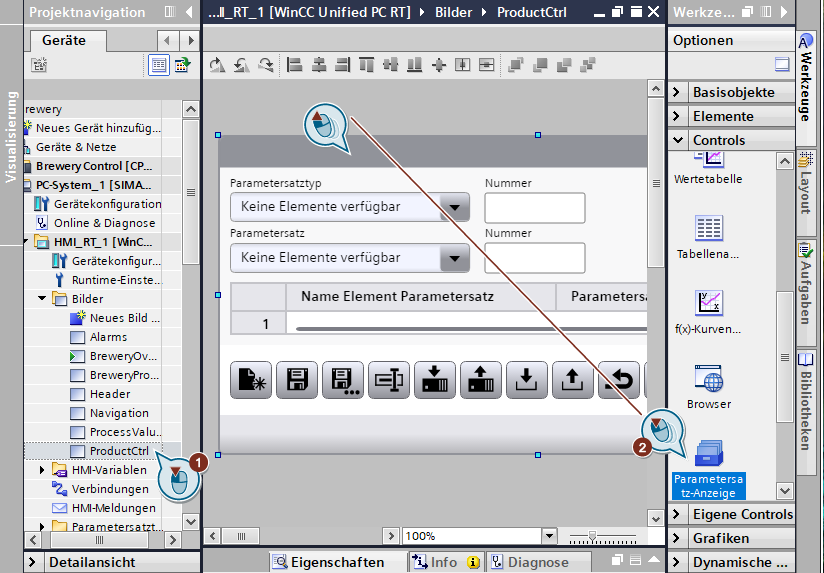 Projektnavigation
...II_RT_1 [WinCC Unified PC RT]
Bilder
ProductCtrl
Werkze...
Geräte
Optionen
Visualisierung
rewery
Neues Gerät hinzufüg...
Geräte & Netze
Brewery Control [CP...
PC-System_1 [SIMA...
Gerätekonfiguration
Online & Diagnose
HMI_RT_1 [WinC...
Gerätekonfigur...
Runtime-Einste...
Bilder
Neues Bild ...
Alarms
BreweryOv...
BreweryPro...
Header
Navigation
ProcessValu...
ProductCtrl
HMI-Variablen
Verbindungen
HMI-Meldungen
Parametersatzt...
Detailansicht
1
Parametersatztyp
Nummer
Keine Elemente verfügbar
Parametersatz
Nummer
Keine Elemente verfügbar
Name Element Parametersatz
Parametersa
1
2
100%
Eigenschaften
Info
Diagnose
Basisobjekte
Elemente
Controls
Wertetabelle
Tabellena...
f(x)-Kurven...
Browser
Parametersa
tz-Anzeige
Eigene Controls
Grafiken
Dynamische ...
Werkzeuge
Layout
Aufgaben
Bibliotheken